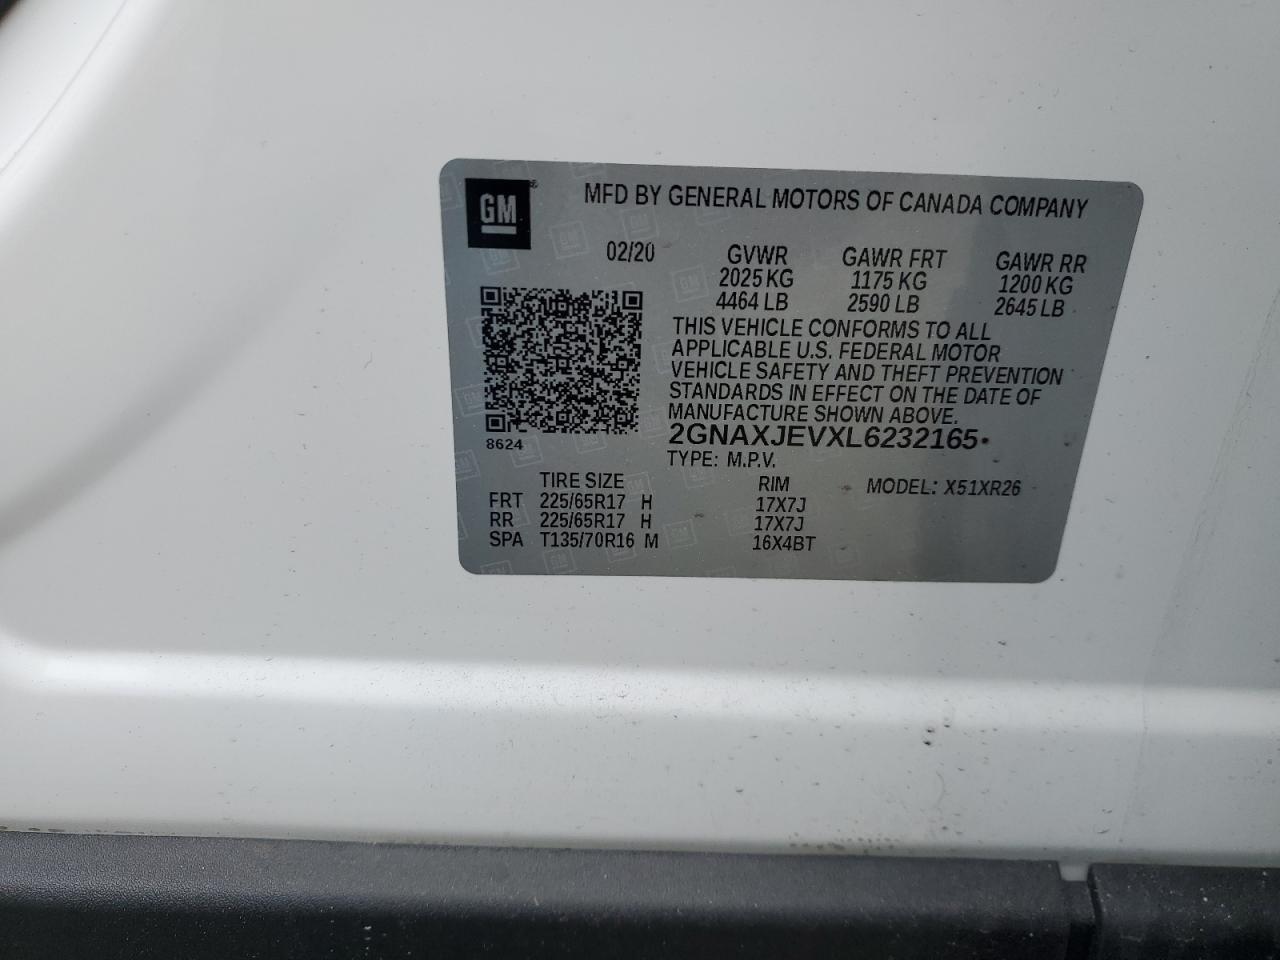 GM
MFD BY GENERAL MOTORS OF CANADA COMPANY
02/20 GVWR GAWR FRT GAWR RR
2025 KG 1175 KG 1200 KG
4464 LB 2590 LB 2645 LB
THIS VEHICLE CONFORMS TO ALL
APPLICABLE U.S. FEDERAL MOTOR
VEHICLE SAFETY AND THEFT PREVENTION
STANDARDS IN EFFECT ON THE DATE OF
MANUFACTURE SHOWN ABOVE.
8624
2GNAXJEVXL6232165
TYPE: M.P.V.
TIRE SIZE RIM MODEL: X51XR26
FRT 225/65R17 H 17X7J
RR 225/65R17 H 17X7J
SPA T135/70R16 M 16X4BT